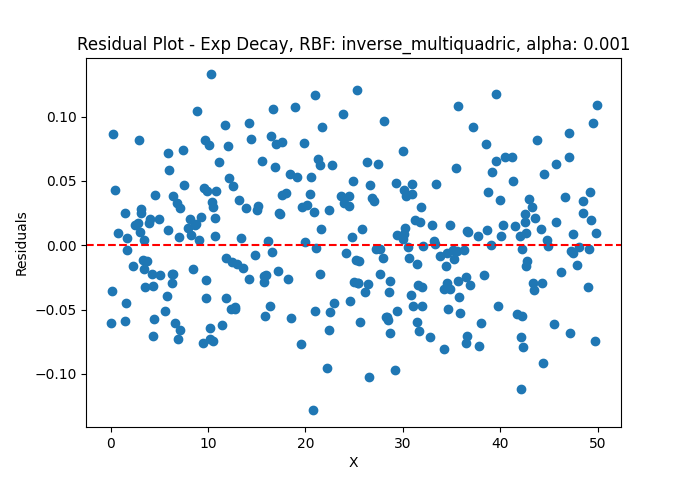 Residual Plot - Exp Decay, RBF: inverse_multiquadric, alpha: 0.001
0.10
0.05
0.00
−0.05
−0.10
Residuals
0 10 20 30 40 50
X